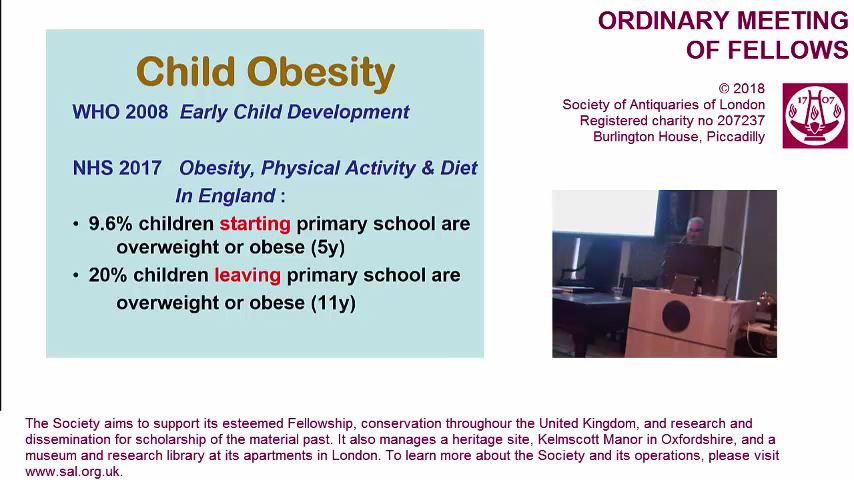 Child Obesity
WHO 2008 Early Child Development
NHS 2017 Obesity, Physical Activity & Diet
In England :
• 9.6% children starting primary school are
overweight or obese (5y)
• 20% children leaving primary school are
overweight or obese (11y)
ORDINARY MEETING
OF FELLOWS
© 2018
Society of Antiquaries of London
Registered charity no 207237
Burlington House, Piccadilly
17 07
The Society aims to support its esteemed Fellowship, conservation throughour the United Kingdom, and research and
dissemination for scholarship of the material past. It also manages a heritage site, Kelmscott Manor in Oxfordshire, and a
museum and research library at its apartments in London. To learn more about the Society and its operations, please visit
www.sal.org.uk.